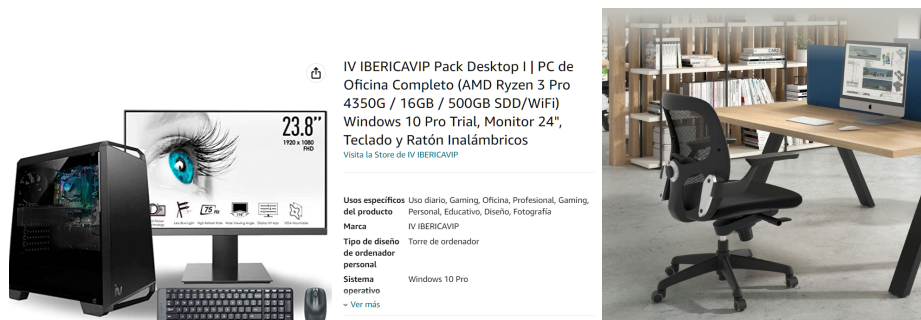 23.8”
1920 x 1080
FHD
75 Hz
IV IBERICAVIP Pack Desktop I | PC de
Oficina Completo (AMD Ryzen 3 Pro
4350G / 16GB / 500GB SDD/WiFi)
Windows 10 Pro Trial, Monitor 24",
Teclado y Ratón Inalámbricos
Visita la Store de IV IBERICAVIP
Usos específicos del producto Uso diario, Gaming, Oficina, Profesional, Gaming, Personal, Educativo, Diseño, Fotografía
Marca IV IBERICAVIP
Tipo de diseño de ordenador personal Torre de ordenador
Sistema operativo Windows 10 Pro
Ver más